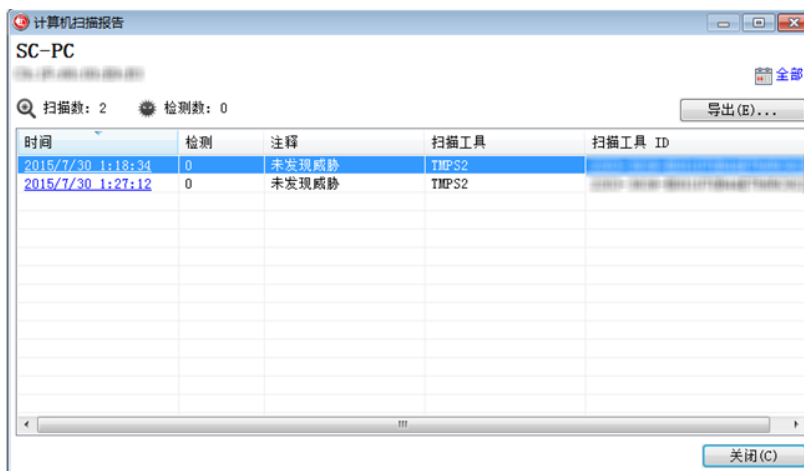 计算机扫描报告
SC-PC
全部
扫描数: 2 检测数: 0
导出(E)...
时间 检测 注释 扫描工具 扫描工具 ID
2015/7/30 1:18:34 0 未发现威胁 TMPS2
2015/7/30 1:27:12 0 未发现威胁 TMPS2
关闭(C)